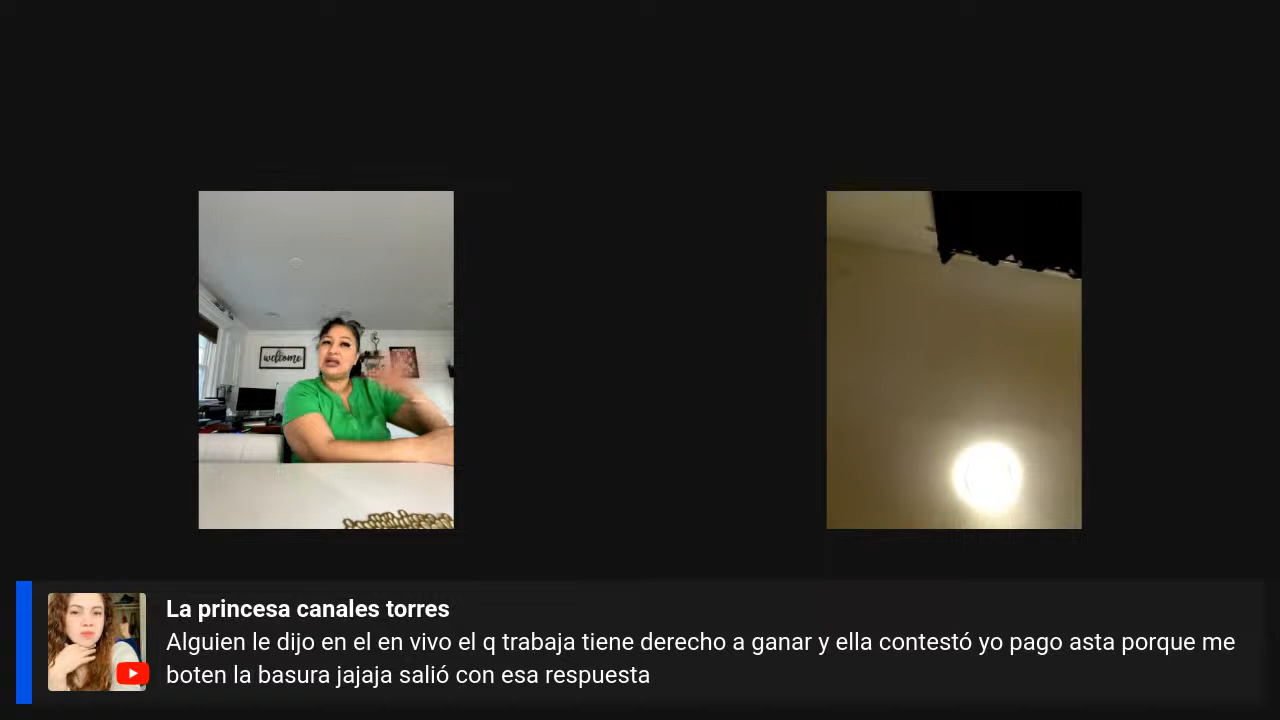 welcome
La princesa canales torres
Alguien le dijo en el en vivo el q trabaja tiene derecho a ganar y ella contestó yo pago asta porque me
boten la basura jajaja salió con esa respuesta